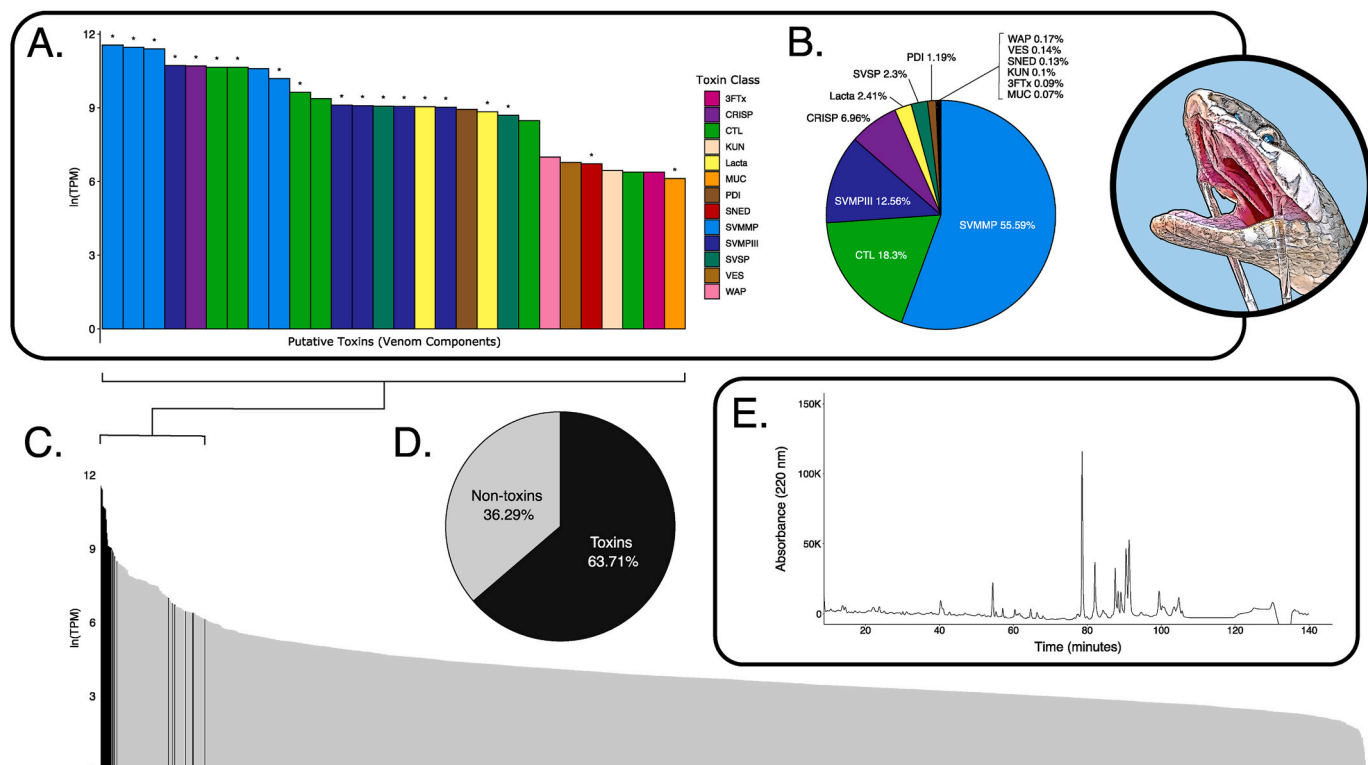 A.
12
9
6
3
0
ln(TPM)
* * * * * * * * * * * * * * * * * * * *
Putative Toxins (Venom Components)
Toxin Class
3FTx
CRISP
CTL
KUN
Lacta
MUC
PDI
SNED
SVMMP
SVMPIII
SVSP
VES
WAP
B.
WAP 0.17%
VES 0.14%
SNED 0.13%
KUN 0.1%
3FTx 0.09%
MUC 0.07%
PDI 1.19%
SVSP 2.3%
Lacta 2.41%
CRISP 6.96%
SVMPIII 12.56%
CTL 18.3%
SVMMP 55.59%
C.
12
9
6
3
ln(TPM)
D.
Non-toxins
36.29%
Toxins
63.71%
E.
150K
100K
50K
0
Absorbance (220 nm)
20 40 60 80 100 120 140
Time (minutes)